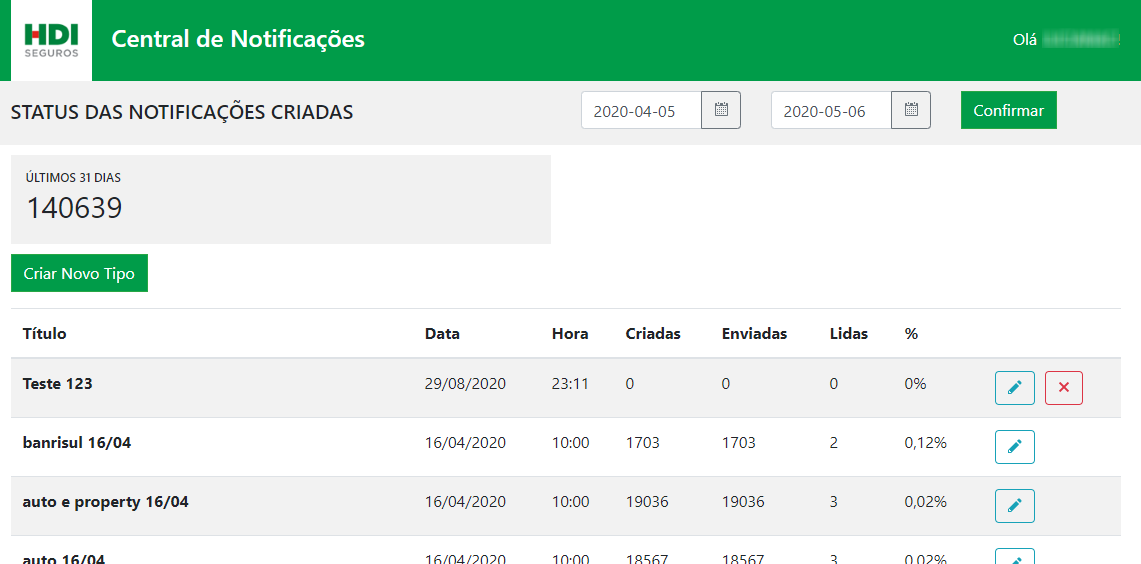 HDI
SEGUROS
Central de Notificações
Olá
STATUS DAS NOTIFICAÇÕES CRIADAS
2020-04-05
2020-05-06
Confirmar
ÚLTIMOS 31 DIAS
140639
Criar Novo Tipo
Título Data Hora Criadas Enviadas Lidas %
Teste 123 29/08/2020 23:11 0 0 0 0%
banrisul 16/04 16/04/2020 10:00 1703 1703 2 0,12%
auto e property 16/04 16/04/2020 10:00 19036 19036 3 0,02%
auto 16/04 16/04/2020 10:00 18567 18567 3 0,02%